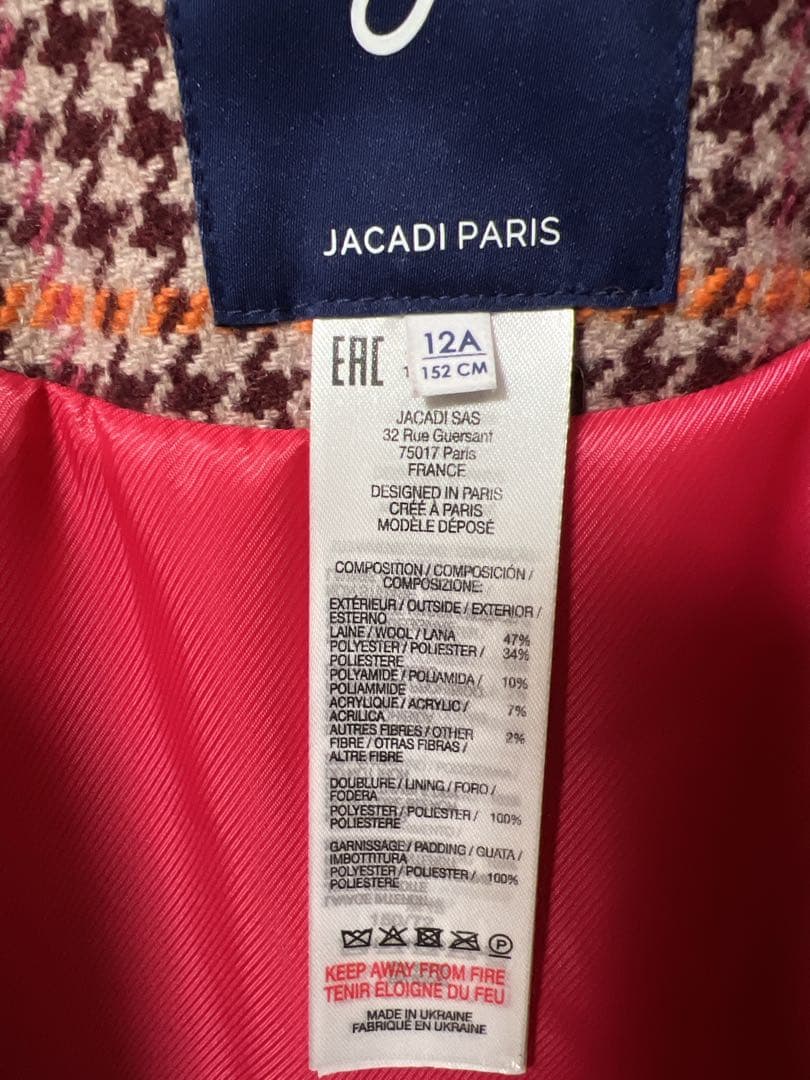 JACADI PARIS
EAC
12A
152 CM
JACADI SAS
32 Rue Guersant
75017 Paris
FRANCE
DESIGNED IN PARIS
CRÉÉ À PARIS
MODÈLE DÉPOSÉ
COMPOSITION / COMPOSICIÓN /
COMPOSIZIONE:
EXTÉRIEUR / OUTSIDE / EXTERIOR /
ESTERNO
LAINE / WOOL / LANA 47%
POLYESTER / POLIESTER / 34%
POLIESTERE
POLYAMIDE / POLIAMIDA / 10%
POLIAMMIDE
ACRYLIQUE / ACRYLIC / 7%
ACRILICA
AUTRES FIBRES / OTHER 2%
FIBRE / OTRAS FIBRAS /
ALTRE FIBRE
DOUBLURE / LINING / FORO /
FODERA
POLYESTER / POLIESTER / 100%
POLIESTERE
GARNISSAGE / PADDING / GUATA /
IMBOTTITURA
POLYESTER / POLIESTER / 100%
POLIESTERE
P
KEEP AWAY FROM FIRE
TENIR ELOIGNE DU FEU
MADE IN UKRAINE
FABRIQUÉ EN UKRAINE